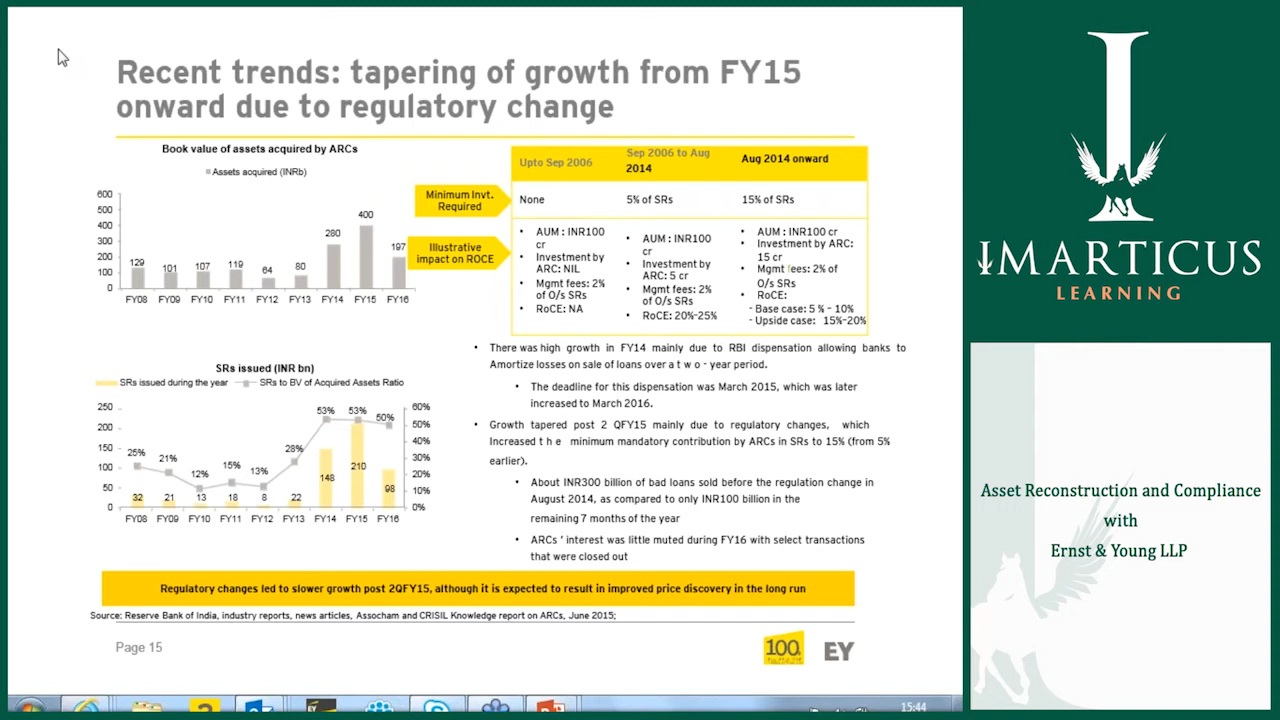 Recent trends: tapering of growth from FY15
onward due to regulatory change
Book value of assets acquired by ARCs
Assets acquired (INRb)
600
500
400
300
200
100
0
129
101
107
119
64
80
280
400
197
FY08 FY09 FY10 FY11 FY12 FY13 FY14 FY15 FY16
Upto Sep 2006
Sep 2006 to Aug
2014
Aug 2014 onward
Minimum Invt.
Required
None
5% of SRs
15% of SRs
Illustrative
impact on ROCE
• AUM : INR100
cr
• Investment by
ARC: NIL
• Mgmt fees: 2%
of O/s SRs
• RoCE: NA
• AUM : INR100
cr
• Investment by
ARC: 5 cr
• Mgmt fees: 2%
of O/s SRs
• RoCE: 20%-25%
• AUM : INR100 cr
• Investment by ARC:
15 cr
• Mgmt fees: 2% of
O/s SRs
• RoCE:
- Base case: 5 % - 10%
- Upside case: 15%-20%
SRs issued (INR bn)
SRs issued during the year
SRs to BV of Acquired Assets Ratio
250
200
150
100
50
0
60%
50%
40%
30%
20%
10%
0%
25%
21%
12%
15%
13%
28%
53%
53%
50%
32
21
13
18
8
22
148
210
98
FY08 FY09 FY10 FY11 FY12 FY13 FY14 FY15 FY16
• There was high growth in FY14 mainly due to RBI dispensation allowing banks to
Amortize losses on sale of loans over a t w o - year period.
• The deadline for this dispensation was March 2015, which was later
increased to March 2016.
• Growth tapered post 2 QFY15 mainly due to regulatory changes, which
Increased t h e minimum mandatory contribution by ARCs in SRs to 15% (from 5%
earlier).
• About INR300 billion of bad loans sold before the regulation change in
August 2014, as compared to only INR100 billion in the
remaining 7 months of the year
• ARCs ' interest was little muted during FY16 with select transactions
that were closed out
Regulatory changes led to slower growth post 2QFY15, although it is expected to result in improved price discovery in the long run
Source: Reserve Bank of India, industry reports, news articles, Assocham and CRISIL Knowledge report on ARCs, June 2015;
Page 15
100
EY
15:44
IMARTICUS
LEARNING
Asset Reconstruction and Compliance
with
Ernst & Young LLP